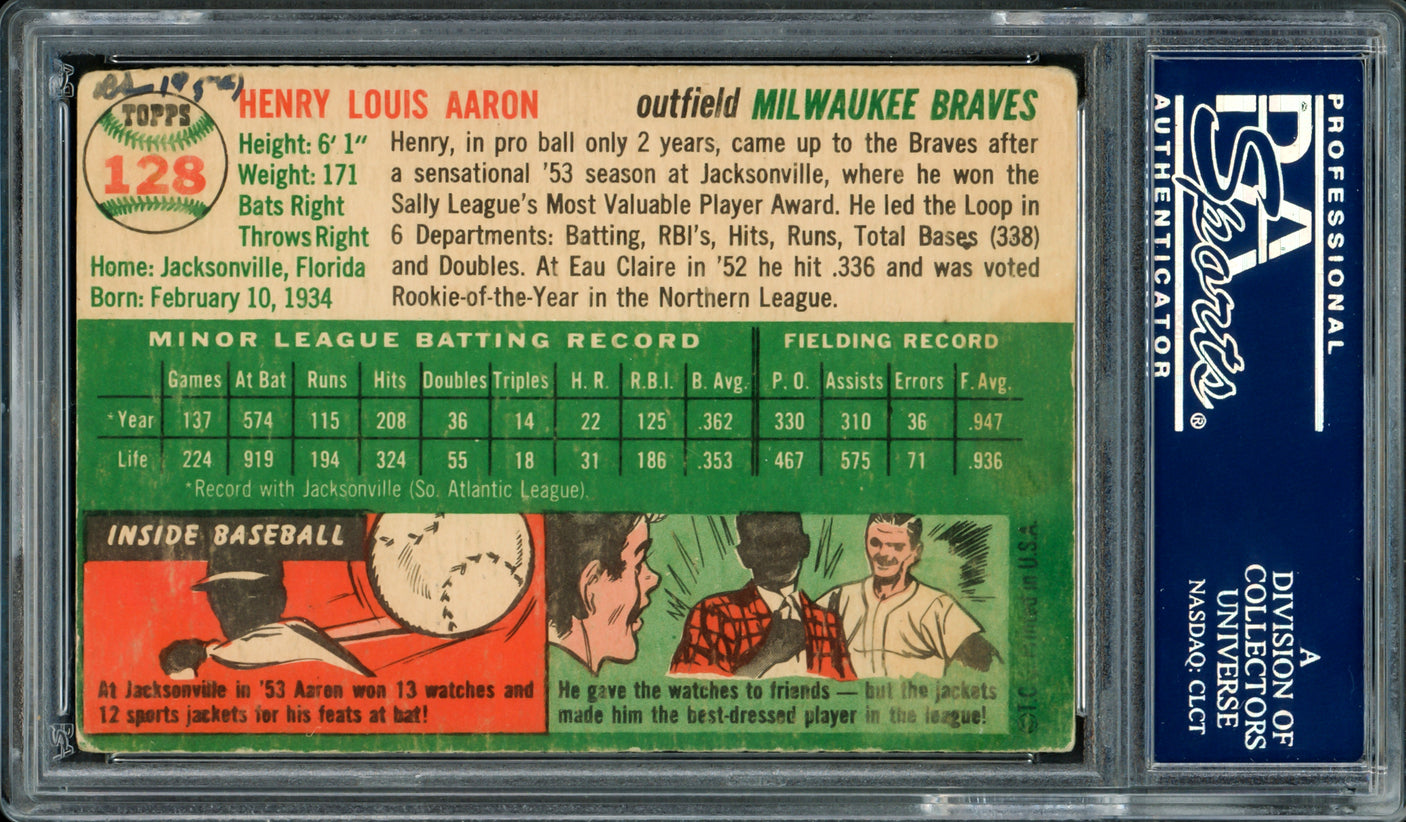 TOPPS
128
HENRY LOUIS AARON
outfield MILWAUKEE BRAVES
Height: 6' 1"
Weight: 171
Bats Right
Throws Right
Home: Jacksonville, Florida
Born: February 10, 1934
Henry, in pro ball only 2 years, came up to the Braves after
a sensational '53 season at Jacksonville, where he won the
Sally League's Most Valuable Player Award. He led the Loop in
6 Departments: Batting, RBI's, Hits, Runs, Total Bases (338)
and Doubles. At Eau Claire in '52 he hit .336 and was voted
Rookie-of-the-Year in the Northern League.
MINOR LEAGUE BATTING RECORD FIELDING RECORD
Games At Bat Runs Hits Doubles Triples H. R. R.B.I. B. Avg. P. O. Assists Errors F. Avg.
*Year 137 574 115 208 36 14 22 125 .362 330 310 36 .947
Life 224 919 194 324 55 18 31 186 .353 467 575 71 .936
*Record with Jacksonville (So. Atlantic League).
INSIDE BASEBALL
At Jacksonville in '53 Aaron won 13 watches and
12 sports jackets for his feats at bat!
He gave the watches to friends — but the jackets
made him the best-dressed player in the league!
©T.C.G. Printed in U.S.A.
PROFESSIONAL
PSA
Sports®
AUTHENTICATOR
A
DIVISION OF
COLLECTORS
UNIVERSE
NASDAQ: CLCT